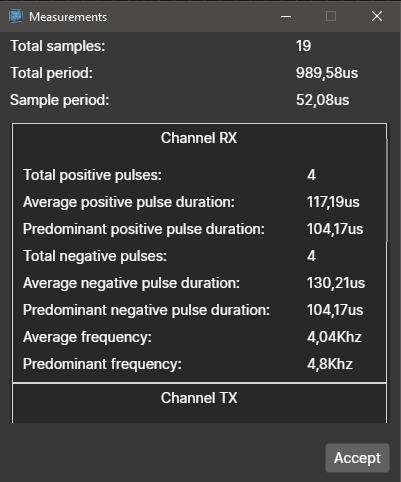 Measurements
Total samples: 19
Total period: 989,58us
Sample period: 52,08us
Channel RX
Total positive pulses: 4
Average positive pulse duration: 117,19us
Predominant positive pulse duration: 104,17us
Total negative pulses: 4
Average negative pulse duration: 130,21us
Predominant negative pulse duration: 104,17us
Average frequency: 4,04Khz
Predominant frequency: 4,8Khz
Channel TX
Accept